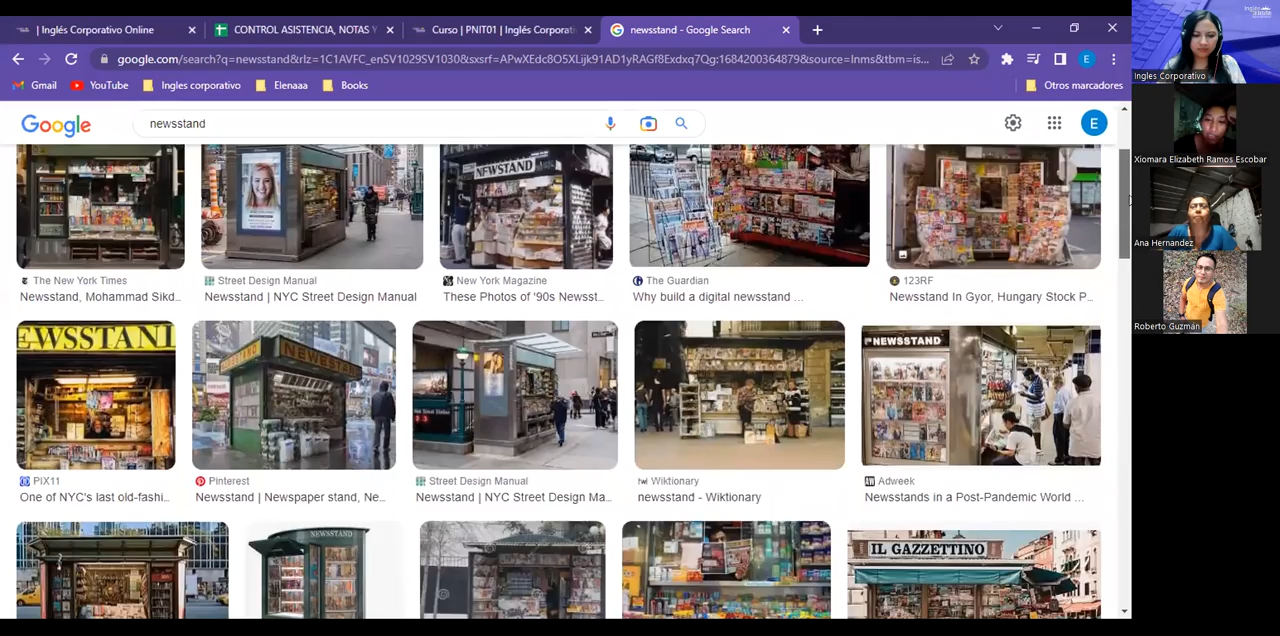 | Inglés Corporativo Online
CONTROL ASISTENCIA, NOTAS Y
Curso | PNIT01 | Inglés Corporati
newsstand - Google Search
google.com/search?q=newsstand&rlz=1C1AVFC_enSV1029SV1030&sxsrf=APwXEdc8O5XLijk91AD1yRAGf8Exdxq7Qg:1684200364879&source=lnms&tbm=is...
E
Gmail
YouTube
Ingles corporativo
Elenaaa
Books
Otros marcadores
Google
newsstand
E
NEWSSTAND
The New York Times
Newsstand, Mohammad Sikd...
Street Design Manual
Newsstand | NYC Street Design Manual
New York Magazine
These Photos of '90s Newsst...
The Guardian
Why build a digital newsstand ...
123RF
Newsstand In Gyor, Hungary Stock P...
EWSSTAND
NEWSSTAND
NEWSSTAND
PIX11
One of NYC's last old-fashi...
Pinterest
Newsstand | Newspaper stand, Ne...
Street Design Manual
Newsstand | NYC Street Design Ma...
Wiktionary
newsstand - Wiktionary
Adweek
Newsstands in a Post-Pandemic World ...
NEWSSTAND
IL GAZZETTINO
Ingles Corporativo
Xiomara Elizabeth Ramos Escobar
Ana Hernandez
Roberto Guzmán